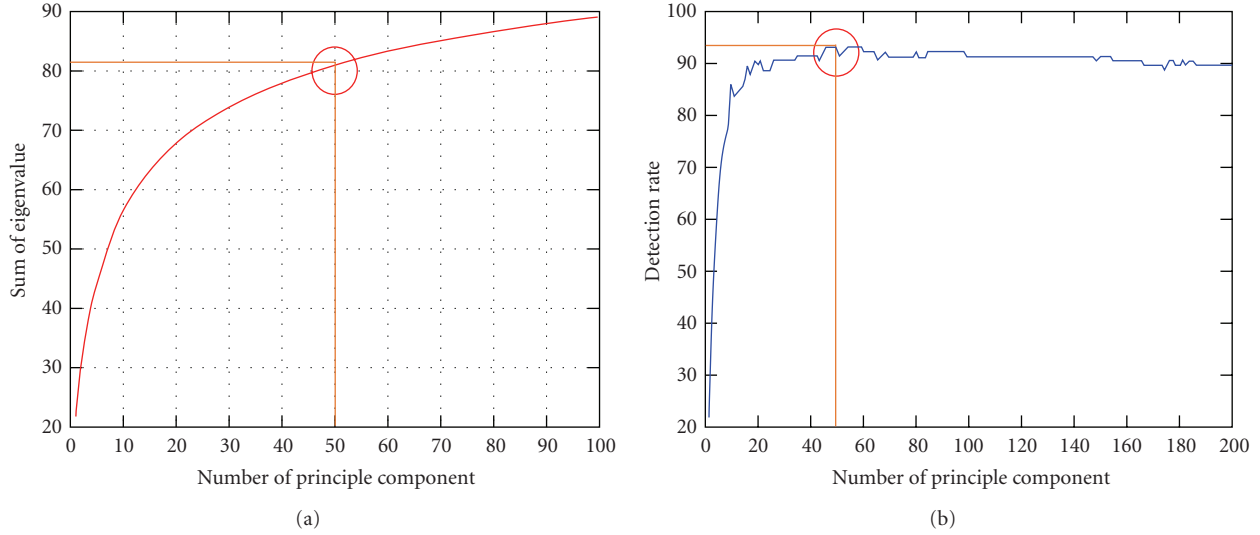 90
80
70
60
50
40
30
20
Sum of eigenvalue
0 10 20 30 40 50 60 70 80 90 100
Number of principle component
(a)
100
90
80
90
70
60
50
40
30
20
Detection rate
0 20 40 60 80 100 120 140 160 180 200
Number of principle component
(b)